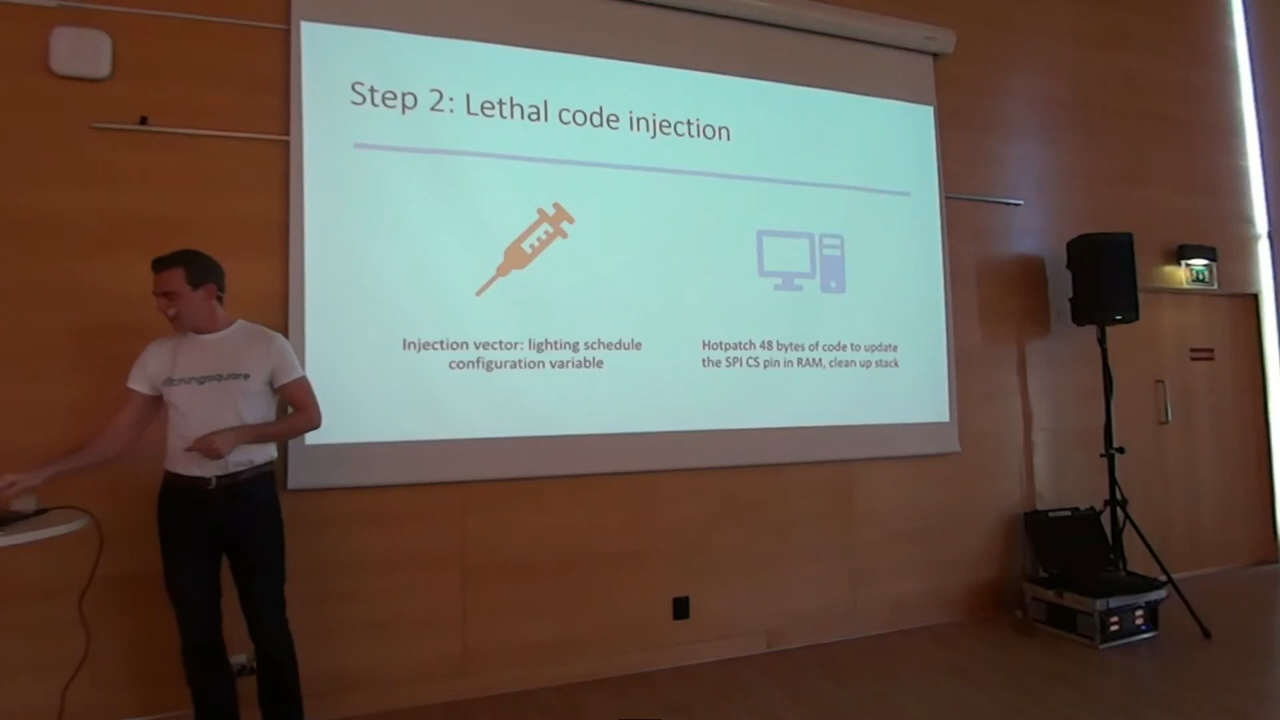 Step 2: Lethal code injection
Injection vector: lighting schedule
configuration variable
Hotpatch 48 bytes of code to update
the SPI CS pin in RAM, clean up stack